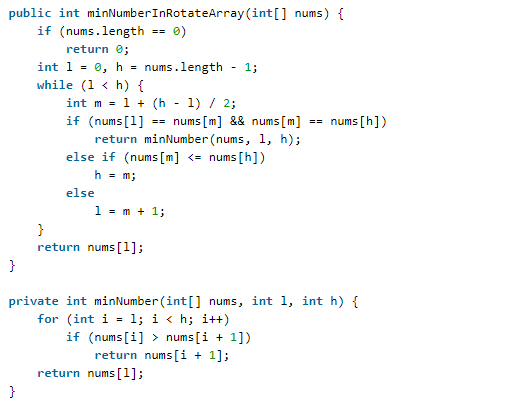 public int minNumberInRotateArray(int[] nums) {
    if (nums.length == 0)
        return 0;
    int l = 0, h = nums.length - 1;
    while (l < h) {
        int m = l + (h - l) / 2;
        if (nums[l] == nums[m] && nums[m] == nums[h])
            return minNumber(nums, l, h);
        else if (nums[m] <= nums[h])
            h = m;
        else
            l = m + 1;
    }
    return nums[l];
}

private int minNumber(int[] nums, int l, int h) {
    for (int i = l; i < h; i++)
        if (nums[i] > nums[i + 1])
            return nums[i + 1];
    return nums[l];
}